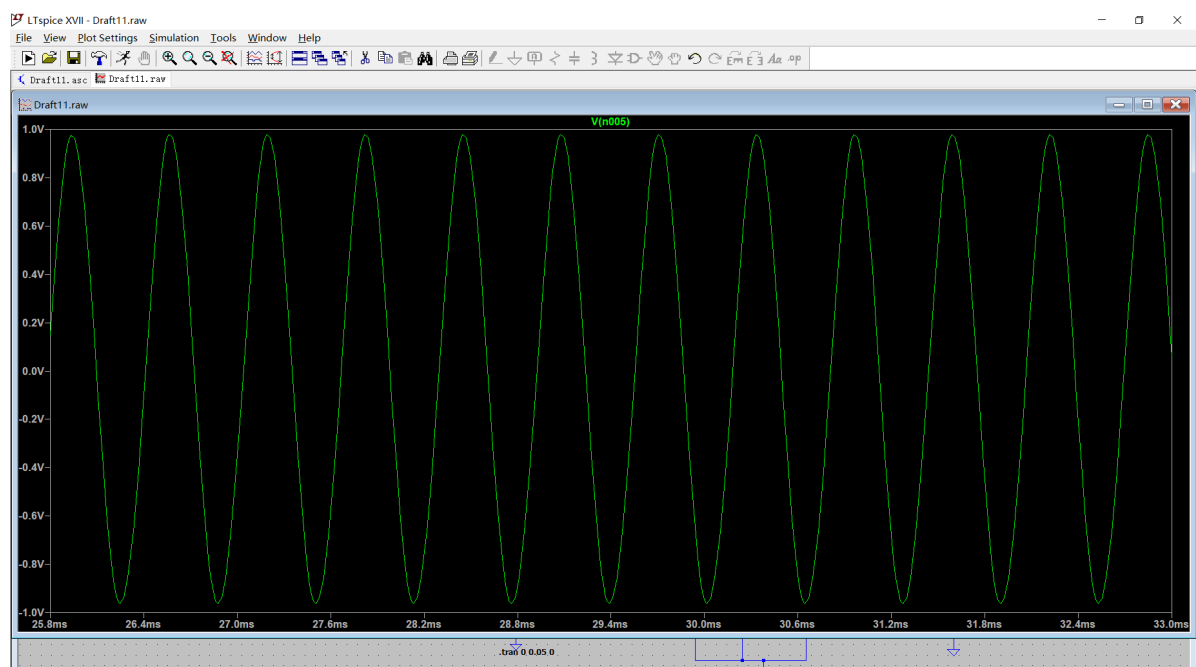 LTspice XVII - Draft11.raw
File View Plot Settings Simulation Tools Window Help
Draft11.asc Draft11.raw
Draft11.raw
V(n005)
1.0V
0.8V
0.6V
0.4V
0.2V
0.0V
-0.2V
-0.4V
-0.6V
-0.8V
-1.0V
25.8ms 26.4ms 27.0ms 27.6ms 28.2ms 28.8ms 29.4ms 30.0ms 30.6ms 31.2ms 31.8ms 32.4ms 33.0ms
.tran 0 0.05 0